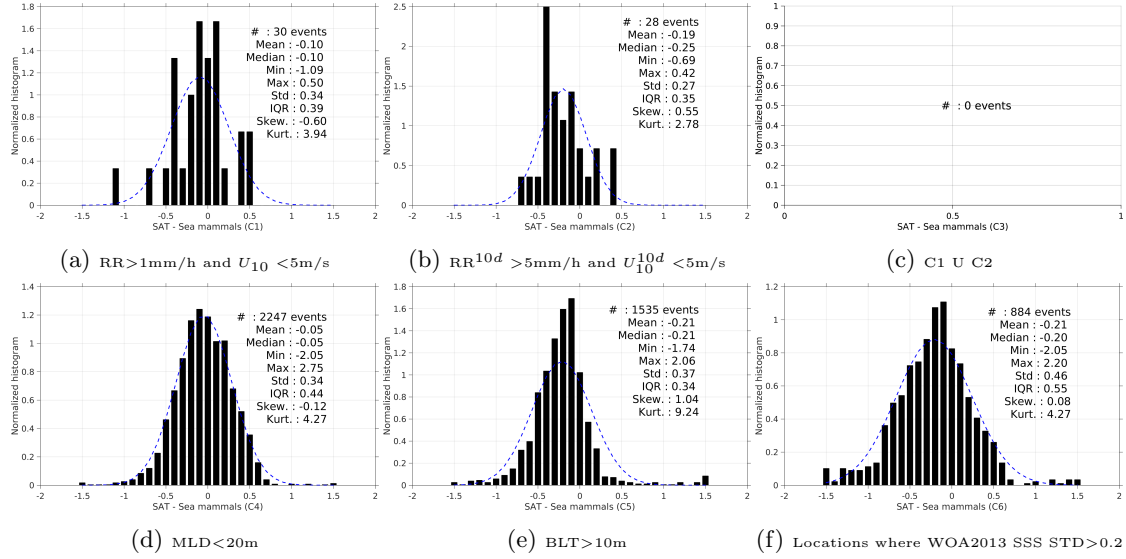 Normalized histogram
1.8
1.6
1.4
1.2
1
0.8
0.6
0.4
0.2
0
# : 30 events
Mean : -0.10
Median : -0.10
Min : -1.09
Max : 0.50
Std : 0.34
IQR : 0.39
Skew. : -0.60
Kurt. : 3.94
-2 -1.5 -1 -0.5 0 0.5 1 1.5 2
SAT - Sea mammals (C1)
(a) RR>1mm/h and U10 <5m/s
Normalized histogram
2.5
2
1.5
1
0.5
0
# : 28 events
Mean : -0.19
Median : -0.25
Min : -0.69
Max : 0.42
Std : 0.27
IQR : 0.35
Skew. : 0.55
Kurt. : 2.78
-2 -1.5 -1 -0.5 0 0.5 1 1.5 2
SAT - Sea mammals (C2)
(b) RR10d >5mm/h and U10 10d <5m/s
Normalized histogram
1
0.9
0.8
0.7
0.6
0.5
0.4
0.3
0.2
0.1
0
# : 0 events
0 0.5 1
SAT - Sea mammals (C3)
(c) C1 U C2
Normalized histogram
1.4
1.2
1
0.8
0.6
0.4
0.2
0
# : 2247 events
Mean : -0.05
Median : -0.05
Min : -2.05
Max : 2.75
Std : 0.34
IQR : 0.44
Skew. : -0.12
Kurt. : 4.27
-2 -1.5 -1 -0.5 0 0.5 1 1.5 2
SAT - Sea mammals (C4)
(d) MLD<20m
Normalized histogram
1.8
1.6
1.4
1.2
1
0.8
0.6
0.4
0.2
0
# : 1535 events
Mean : -0.21
Median : -0.21
Min : -1.74
Max : 2.06
Std : 0.37
IQR : 0.34
Skew. : 1.04
Kurt. : 9.24
-2 -1.5 -1 -0.5 0 0.5 1 1.5 2
SAT - Sea mammals (C5)
(e) BLT>10m
Normalized histogram
1.2
1
0.8
0.6
0.4
0.2
0
# : 884 events
Mean : -0.21
Median : -0.20
Min : -2.05
Max : 2.20
Std : 0.46
IQR : 0.55
Skew. : 0.08
Kurt. : 4.27
-2 -1.5 -1 -0.5 0 0.5 1 1.5 2
SAT - Sea mammals (C6)
(f) Locations where WOA2013 SSS STD>0.2